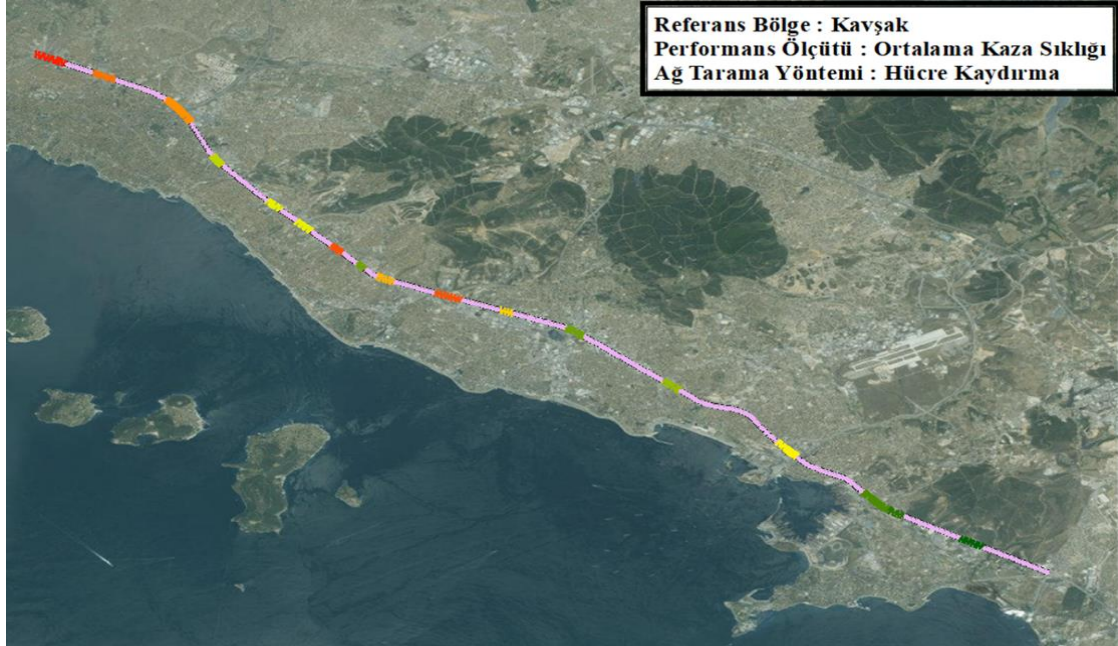 Referans Bölge : Kavşak
Performans Ölçütü : Ortalama Kaza Sıklığı
Ağ Tarama Yöntemi : Hücre Kaydırma